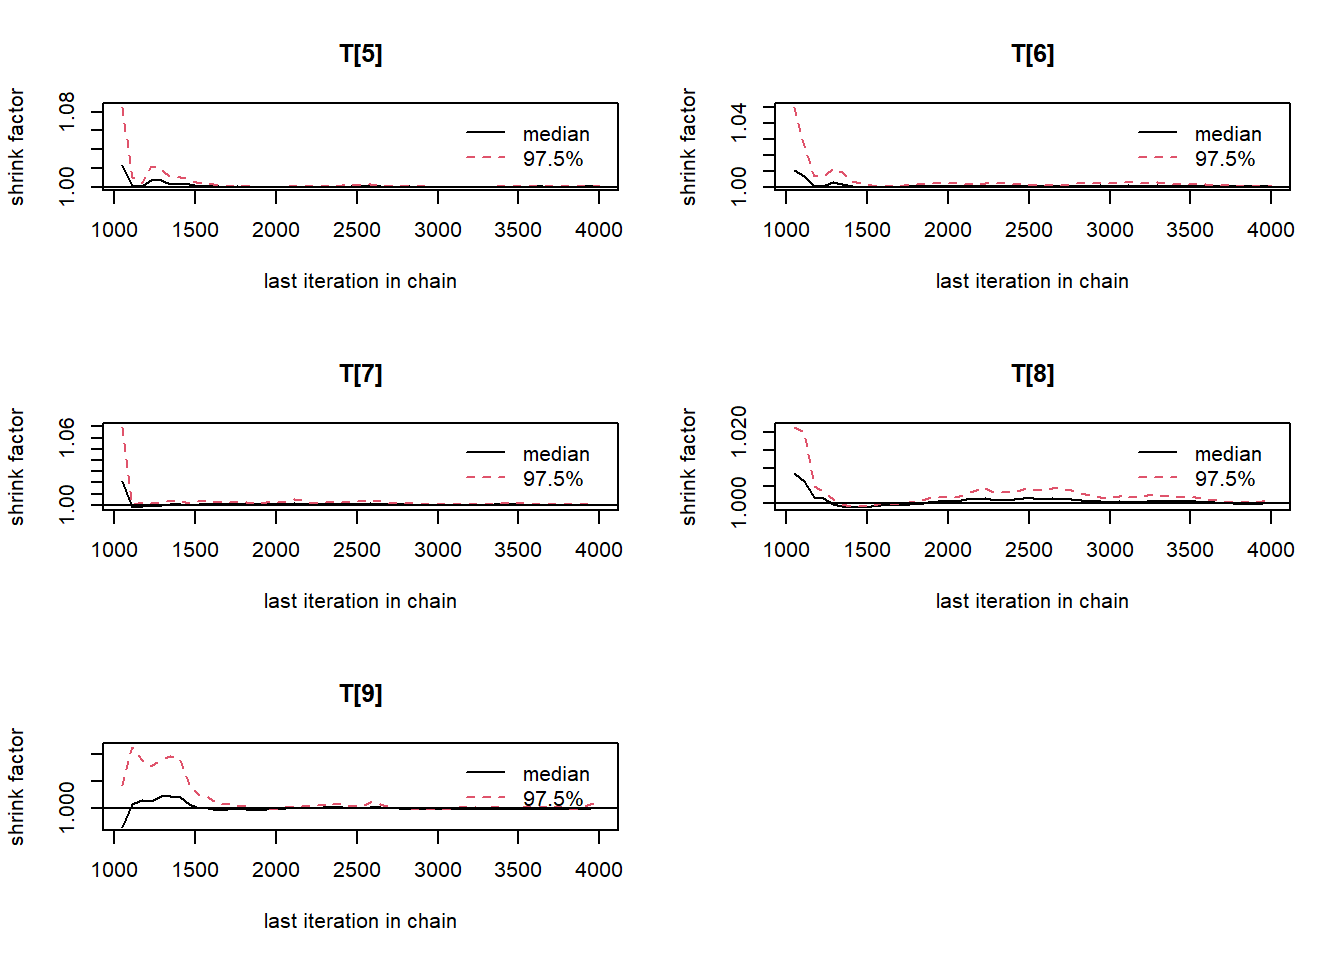 T[5]
shrink factor
1.00 1.08
median
97.5%
1000 1500 2000 2500 3000 3500 4000
last iteration in chain
T[6]
shrink factor
1.00 1.04
median
97.5%
1000 1500 2000 2500 3000 3500 4000
last iteration in chain
T[7]
shrink factor
1.00 1.06
median
97.5%
1000 1500 2000 2500 3000 3500 4000
last iteration in chain
T[8]
shrink factor
1.000 1.020
median
97.5%
1000 1500 2000 2500 3000 3500 4000
last iteration in chain
T[9]
shrink factor
1.000
median
97.5%
1000 1500 2000 2500 3000 3500 4000
last iteration in chain